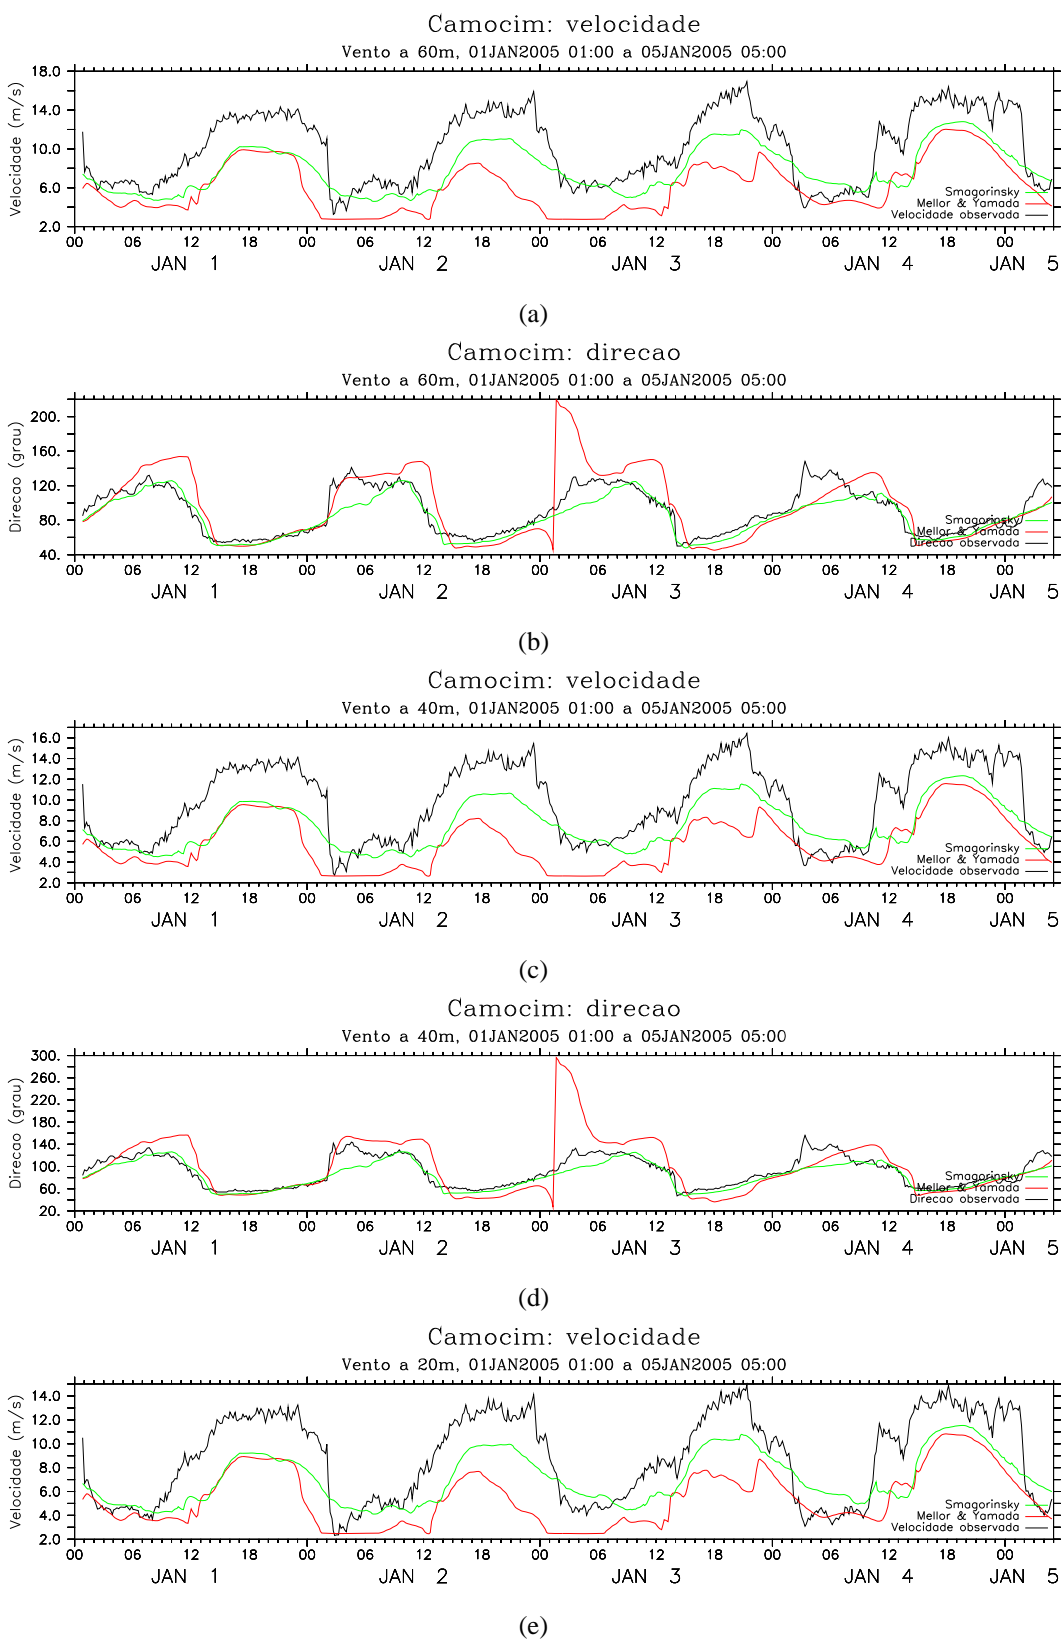 Camocim: velocidade
Vento a 60m, 01JAN2005 01:00 a 05JAN2005 05:00
Velocidade (m/s)
18.0
14.0
10.0
6.0
2.0
Smagorinsky
Mellor & Yamada
Velocidade observada
00 06 12 18 00 06 12 18 00 06 12 18 00 06 12 18 00
JAN 1 JAN 2 JAN 3 JAN 4 JAN 5
(a)
Camocim: direcao
Vento a 60m, 01JAN2005 01:00 a 05JAN2005 05:00
Direcao (grau)
200.
160.
120.
80.
40.
Smagorinsky
Mellor & Yamada
Direcao observada
00 06 12 18 00 06 12 18 00 06 12 18 00 06 12 18 00
JAN 1 JAN 2 JAN 3 JAN 4 JAN 5
(b)
Camocim: velocidade
Vento a 40m, 01JAN2005 01:00 a 05JAN2005 05:00
Velocidade (m/s)
16.0
14.0
12.0
10.0
8.0
6.0
4.0
2.0
Smagorinsky
Mellor & Yamada
Velocidade observada
00 06 12 18 00 06 12 18 00 06 12 18 00 06 12 18 00
JAN 1 JAN 2 JAN 3 JAN 4 JAN 5
(c)
Camocim: direcao
Vento a 40m, 01JAN2005 01:00 a 05JAN2005 05:00
Direcao (grau)
300.
260.
220.
180.
140.
100.
60.
20.
Smagorinsky
Mellor & Yamada
Direcao observada
00 06 12 18 00 06 12 18 00 06 12 18 00 06 12 18 00
JAN 1 JAN 2 JAN 3 JAN 4 JAN 5
(d)
Camocim: velocidade
Vento a 20m, 01JAN2005 01:00 a 05JAN2005 05:00
Velocidade (m/s)
14.0
12.0
10.0
8.0
6.0
4.0
2.0
Smagorinsky
Mellor & Yamada
Velocidade observada
00 06 12 18 00 06 12 18 00 06 12 18 00 06 12 18 00
JAN 1 JAN 2 JAN 3 JAN 4 JAN 5
(e)